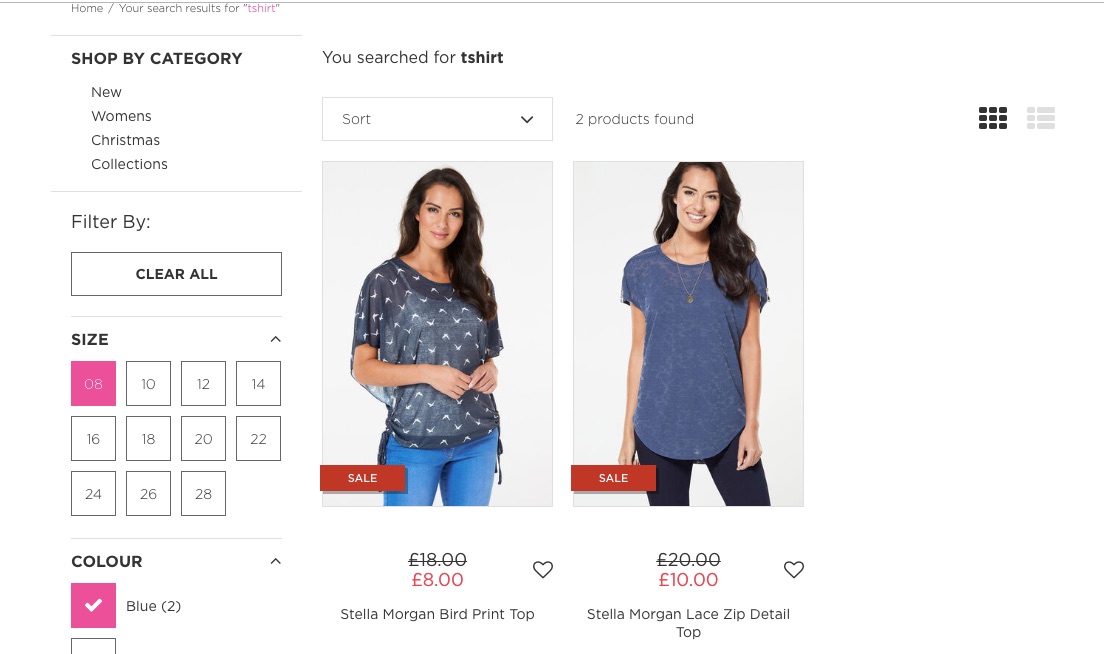 Home / Your search results for "tshirt"
SHOP BY CATEGORY
New
Womens
Christmas
Collections
Filter By:
CLEAR ALL
SIZE
08 10 12 14
16 18 20 22
24 26 28
COLOUR
Blue (2)
You searched for tshirt
Sort
2 products found
SALE
£18.00
£8.00
Stella Morgan Bird Print Top
SALE
£20.00
£10.00
Stella Morgan Lace Zip Detail
Top